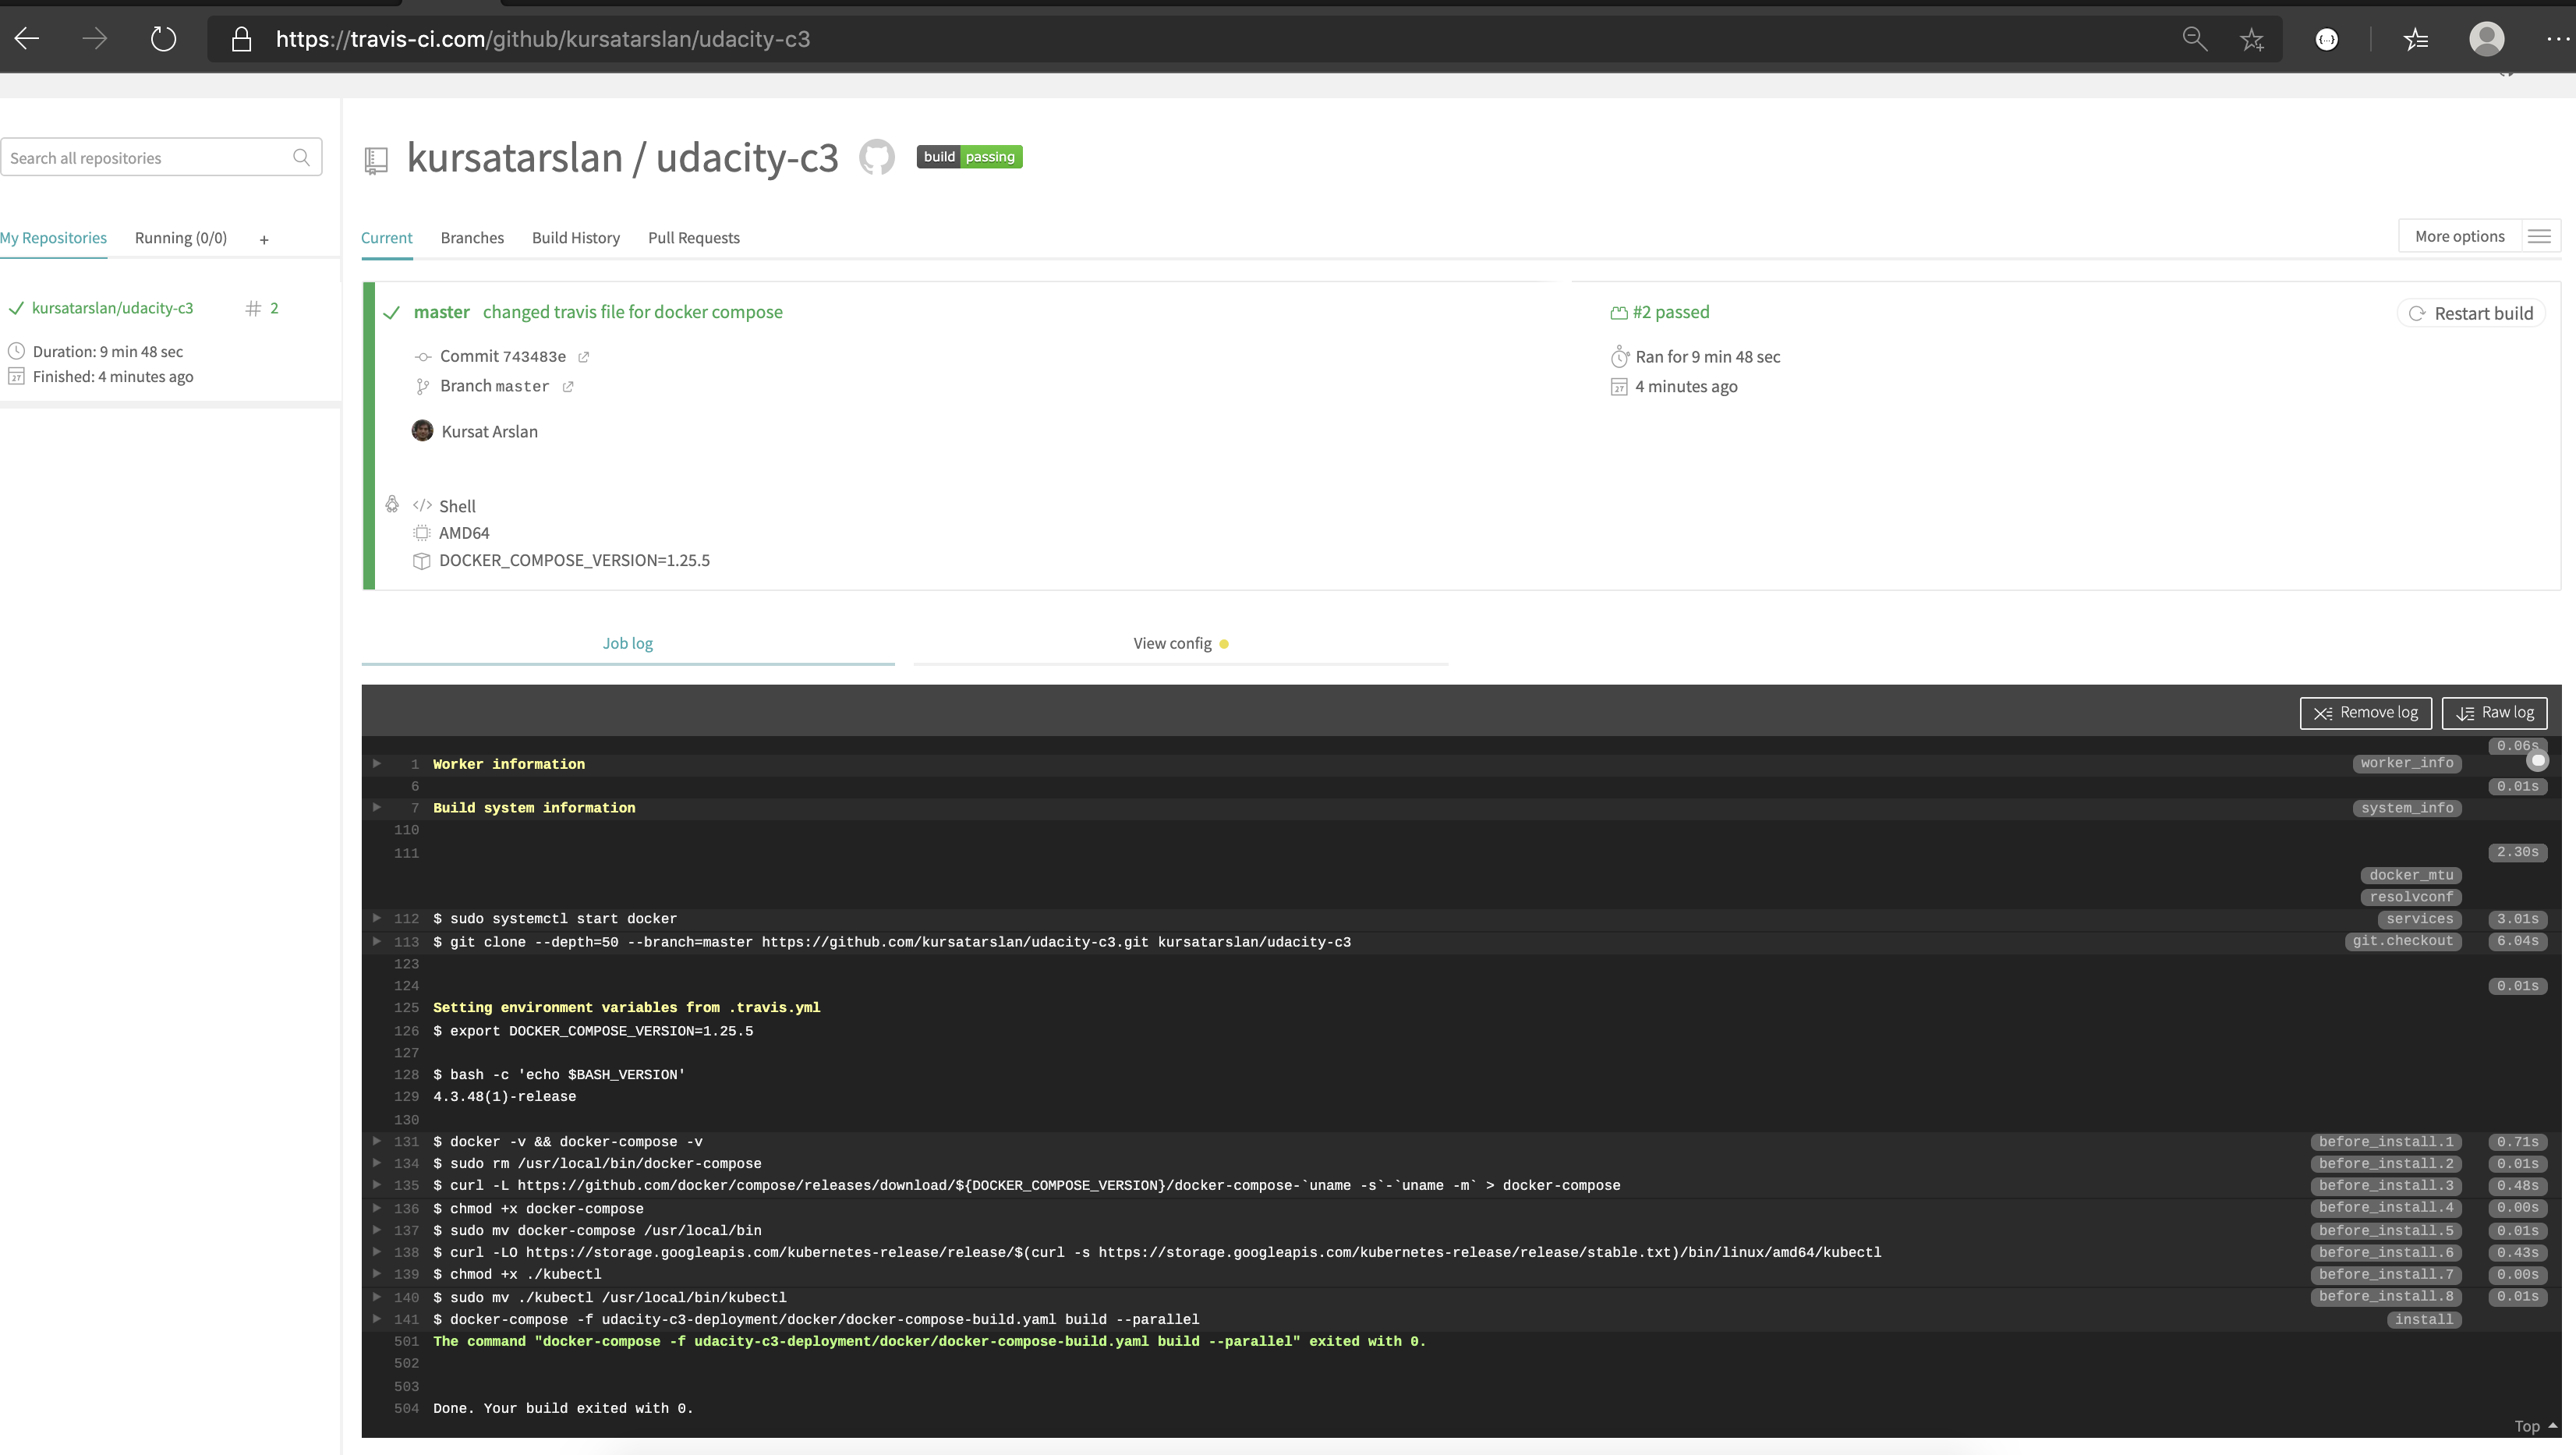 https://travis-ci.com/github/kursatarslan/udacity-c3
Search all repositories
My Repositories Running (0/0) +
kursatarslan/udacity-c3 # 2
Duration: 9 min 48 sec
Finished: 4 minutes ago
kursatarslan / udacity-c3 build passing
Current Branches Build History Pull Requests More options
master changed travis file for docker compose
Commit 743483e
Branch master
Kursat Arslan
#2 passed
Ran for 9 min 48 sec
4 minutes ago
Restart build
Shell
AMD64
DOCKER_COMPOSE_VERSION=1.25.5
Job log View config
Remove log Raw log
0.06s
1 Worker information worker_info
6 0.01s
7 Build system information system_info
110
111 2.30s
docker_mtu
resolvconf
112 $ sudo systemctl start docker services 3.01s
113 $ git clone --depth=50 --branch=master https://github.com/kursatarslan/udacity-c3.git kursatarslan/udacity-c3 git.checkout 6.04s
123
124 0.01s
125 Setting environment variables from .travis.yml
126 $ export DOCKER_COMPOSE_VERSION=1.25.5
127
128 $ bash -c 'echo $BASH_VERSION'
129 4.3.48(1)-release
130
131 $ docker -v && docker-compose -v before_install.1 0.71s
134 $ sudo rm /usr/local/bin/docker-compose before_install.2 0.01s
135 $ curl -L https://github.com/docker/compose/releases/download/${DOCKER_COMPOSE_VERSION}/docker-compose-`uname -s`-`uname -m` > docker-compose before_install.3 0.48s
136 $ chmod +x docker-compose before_install.4 0.00s
137 $ sudo mv docker-compose /usr/local/bin before_install.5 0.01s
138 $ curl -LO https://storage.googleapis.com/kubernetes-release/release/$(curl -s https://storage.googleapis.com/kubernetes-release/release/stable.txt)/bin/linux/amd64/kubectl before_install.6 0.43s
139 $ chmod +x ./kubectl before_install.7 0.00s
140 $ sudo mv ./kubectl /usr/local/bin/kubectl before_install.8 0.01s
141 $ docker-compose -f udacity-c3-deployment/docker/docker-compose-build.yaml build --parallel install
501 The command "docker-compose -f udacity-c3-deployment/docker/docker-compose-build.yaml build --parallel" exited with 0.
502
503
504 Done. Your build exited with 0.
Top